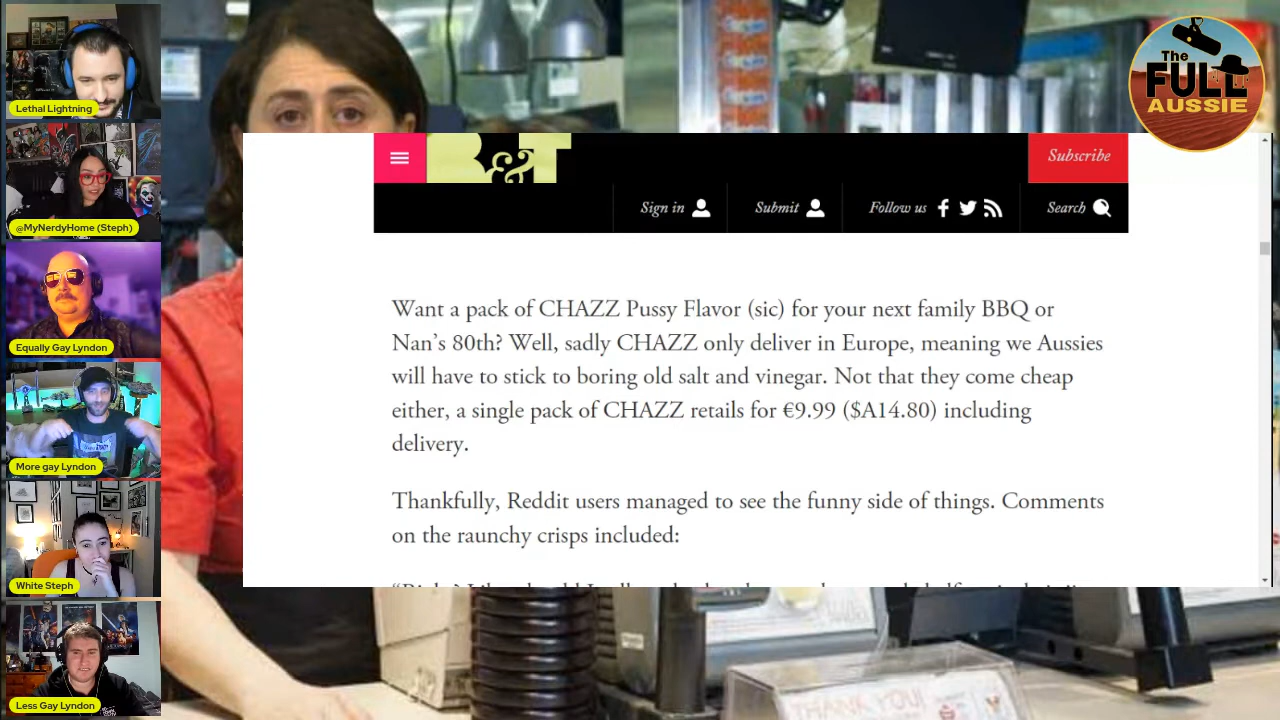 Lethal Lightning
@MyNerdyHome (Steph)
Equally Gay Lyndon
More gay Lyndon
White Steph
Less Gay Lyndon
The
FULL
AUSSIE
&T
Subscribe
Sign in
Submit
Follow us
Search
Want a pack of CHAZZ Pussy Flavor (sic) for your next family BBQ or
Nan’s 80th? Well, sadly CHAZZ only deliver in Europe, meaning we Aussies
will have to stick to boring old salt and vinegar. Not that they come cheap
either, a single pack of CHAZZ retails for €9.99 ($A14.80) including
delivery.
Thankfully, Reddit users managed to see the funny side of things. Comments
on the raunchy crisps included:
THANK YOU!